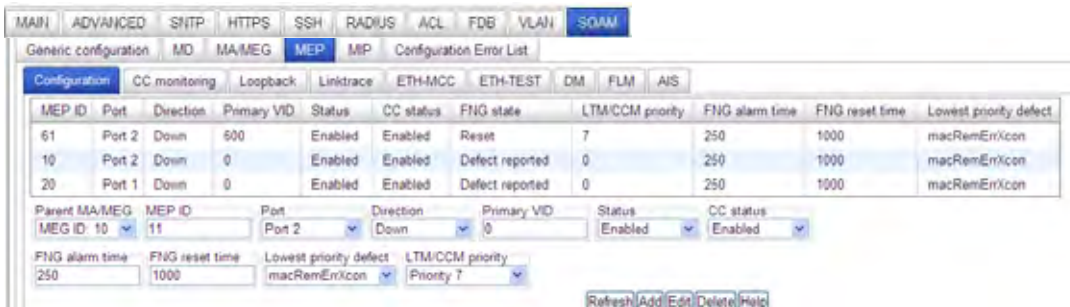 MAIN ADVANCED SNTP HTTPS SSH RADIUS ACL FDB VLAN SOAM
Generic configuration MD MA/MEG MEP MIP Configuration Error List
Configuration CC monitoring Loopback Linktrace ETH-MCC ETH-TEST DM FLM AIS
MEP ID Port Direction Primary VID Status CC status FNG state LTM/CCM priority FNG alarm time FNG reset time Lowest priority defect
61 Port 2 Down 600 Enabled Enabled Reset 7 250 1000 macRemErrXcon
10 Port 2 Down 0 Enabled Enabled Defect reported 0 250 1000 macRemErrXcon
20 Port 1 Down 0 Enabled Enabled Defect reported 0 250 1000 macRemErrXcon
Parent MA/MEG MEP ID Port Direction Primary VID Status CC status
MEG ID: 10 11 Port 2 Down 0 Enabled Enabled
FNG alarm time FNG reset time Lowest priority defect LTM/CCM priority
250 1000 macRemErrXcon Priority 7
Refresh Add Edit Delete Help